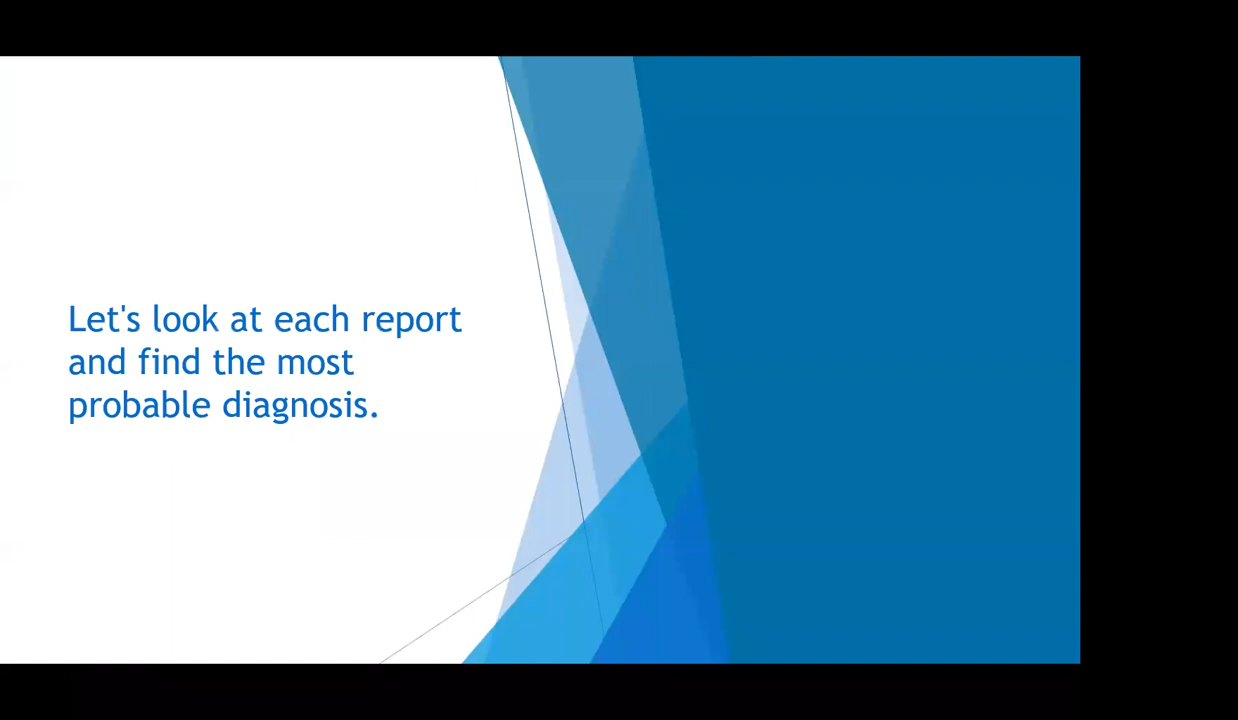 Let's look at each report
and find the most
probable diagnosis.